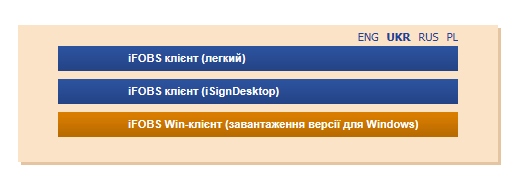 ENG UKR RUS PL
iFOBS клієнт (легкий)
iFOBS клієнт (iSignDesktop)
iFOBS Win-клієнт (завантаження версії для Windows)